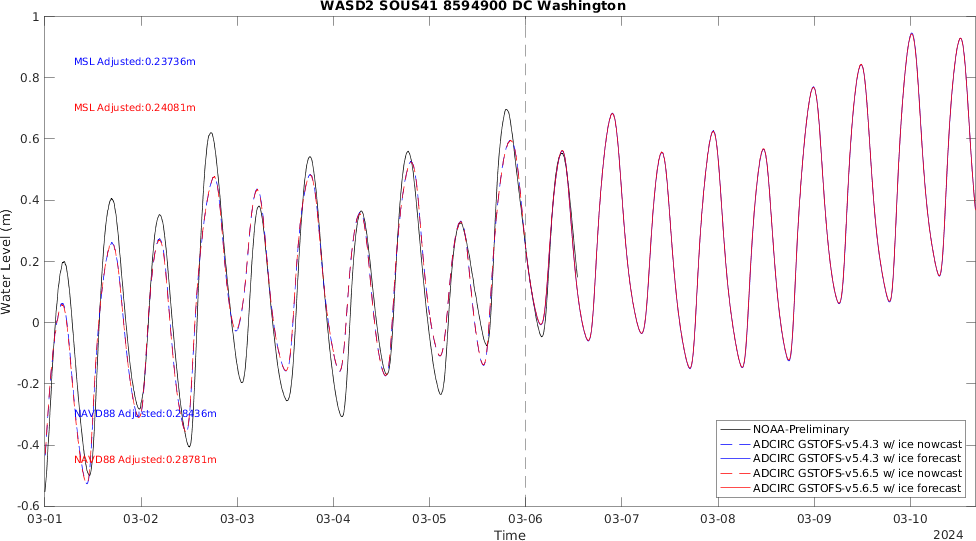 WASD2 SOUS41 8594900 DC Washington
1
MSL Adjusted:0.23736m
0.8
MSL Adjusted:0.24081m
0.6
0.4
0.2
Water Level (m)
0
-0.2
NAVD88 Adjusted:0.28436m
-0.4
NAVD88 Adjusted:0.28781m
NOAA-Preliminary
ADCIRC GSTOFS-v5.4.3 w/ ice nowcast
ADCIRC GSTOFS-v5.4.3 w/ ice forecast
ADCIRC GSTOFS-v5.6.5 w/ ice nowcast
ADCIRC GSTOFS-v5.6.5 w/ ice forecast
-0.6
03-01 03-02 03-03 03-04 03-05 03-06 03-07 03-08 03-09 03-10
Time
2024